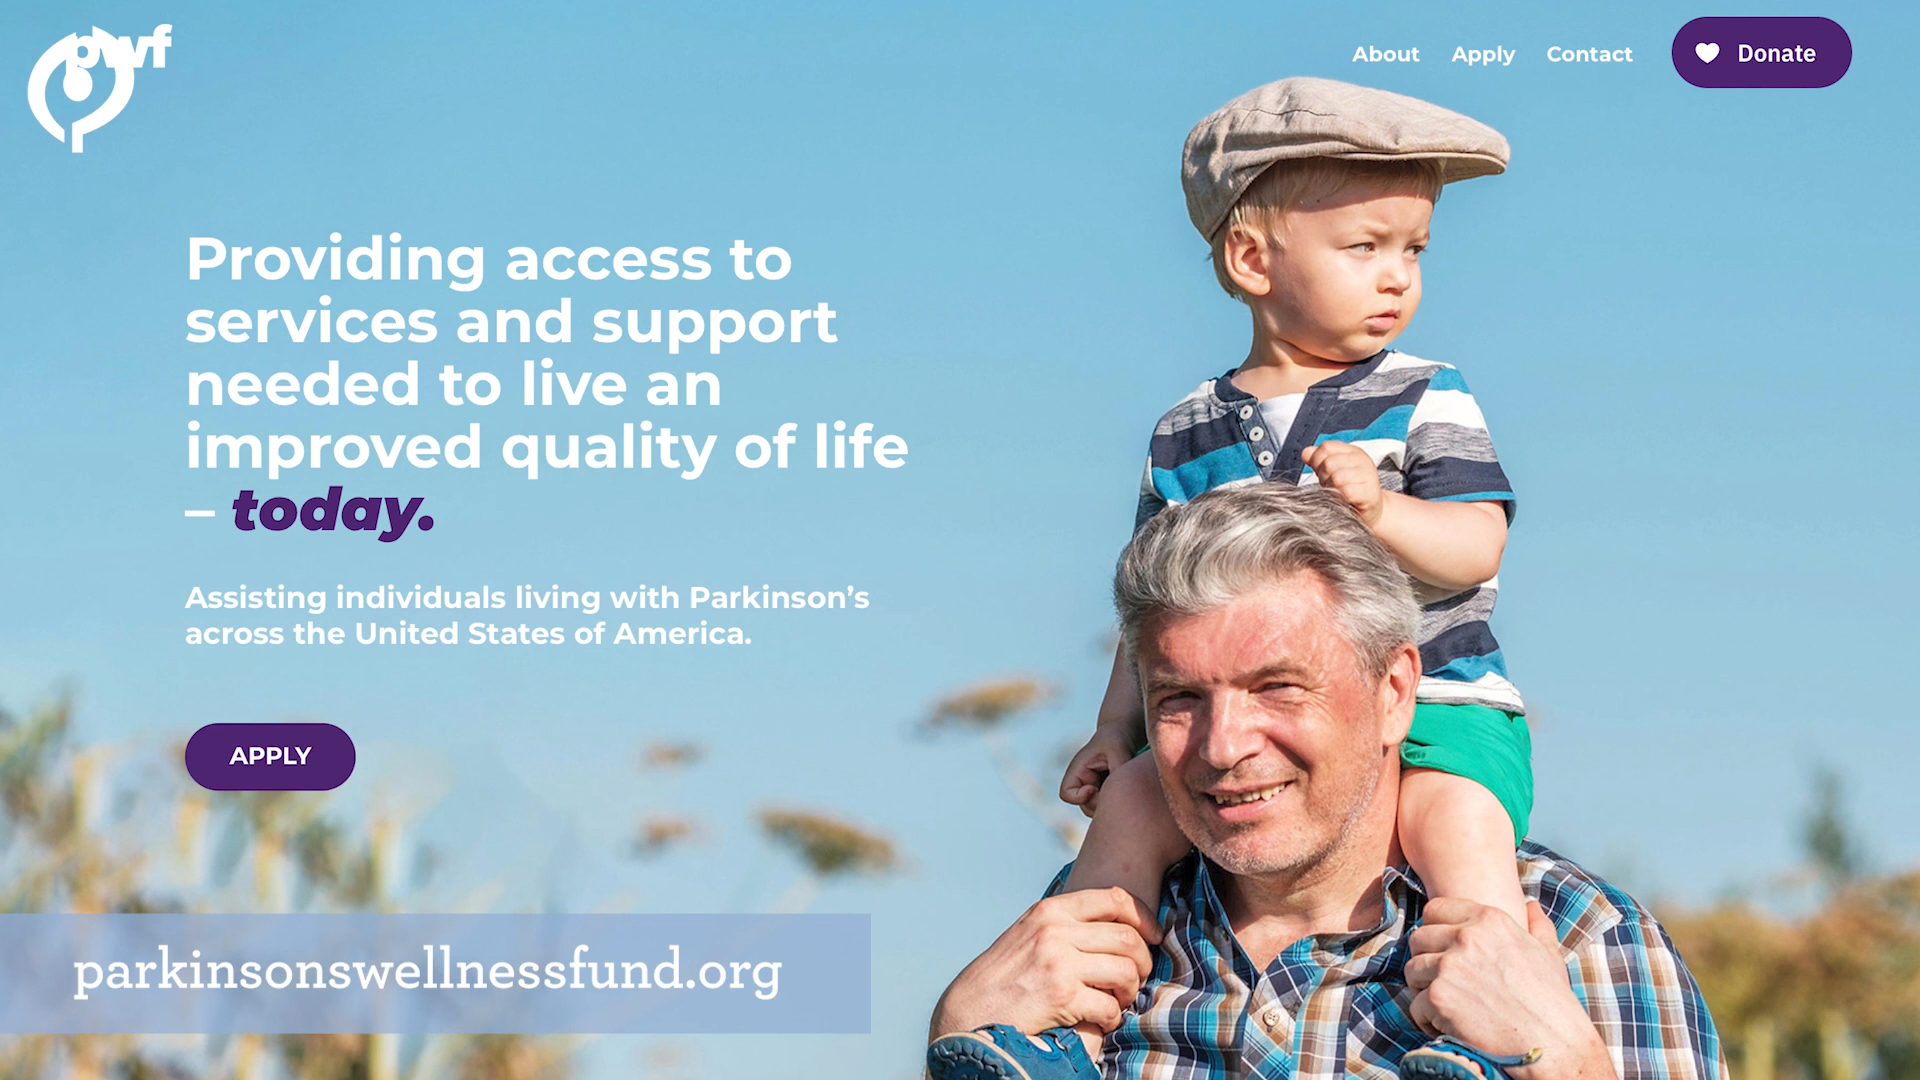 pwf
About Apply Contact Donate
Providing access to
services and support
needed to live an
improved quality of life
– today.
Assisting individuals living with Parkinson’s
across the United States of America.
APPLY
parkinsonswellnessfund.org